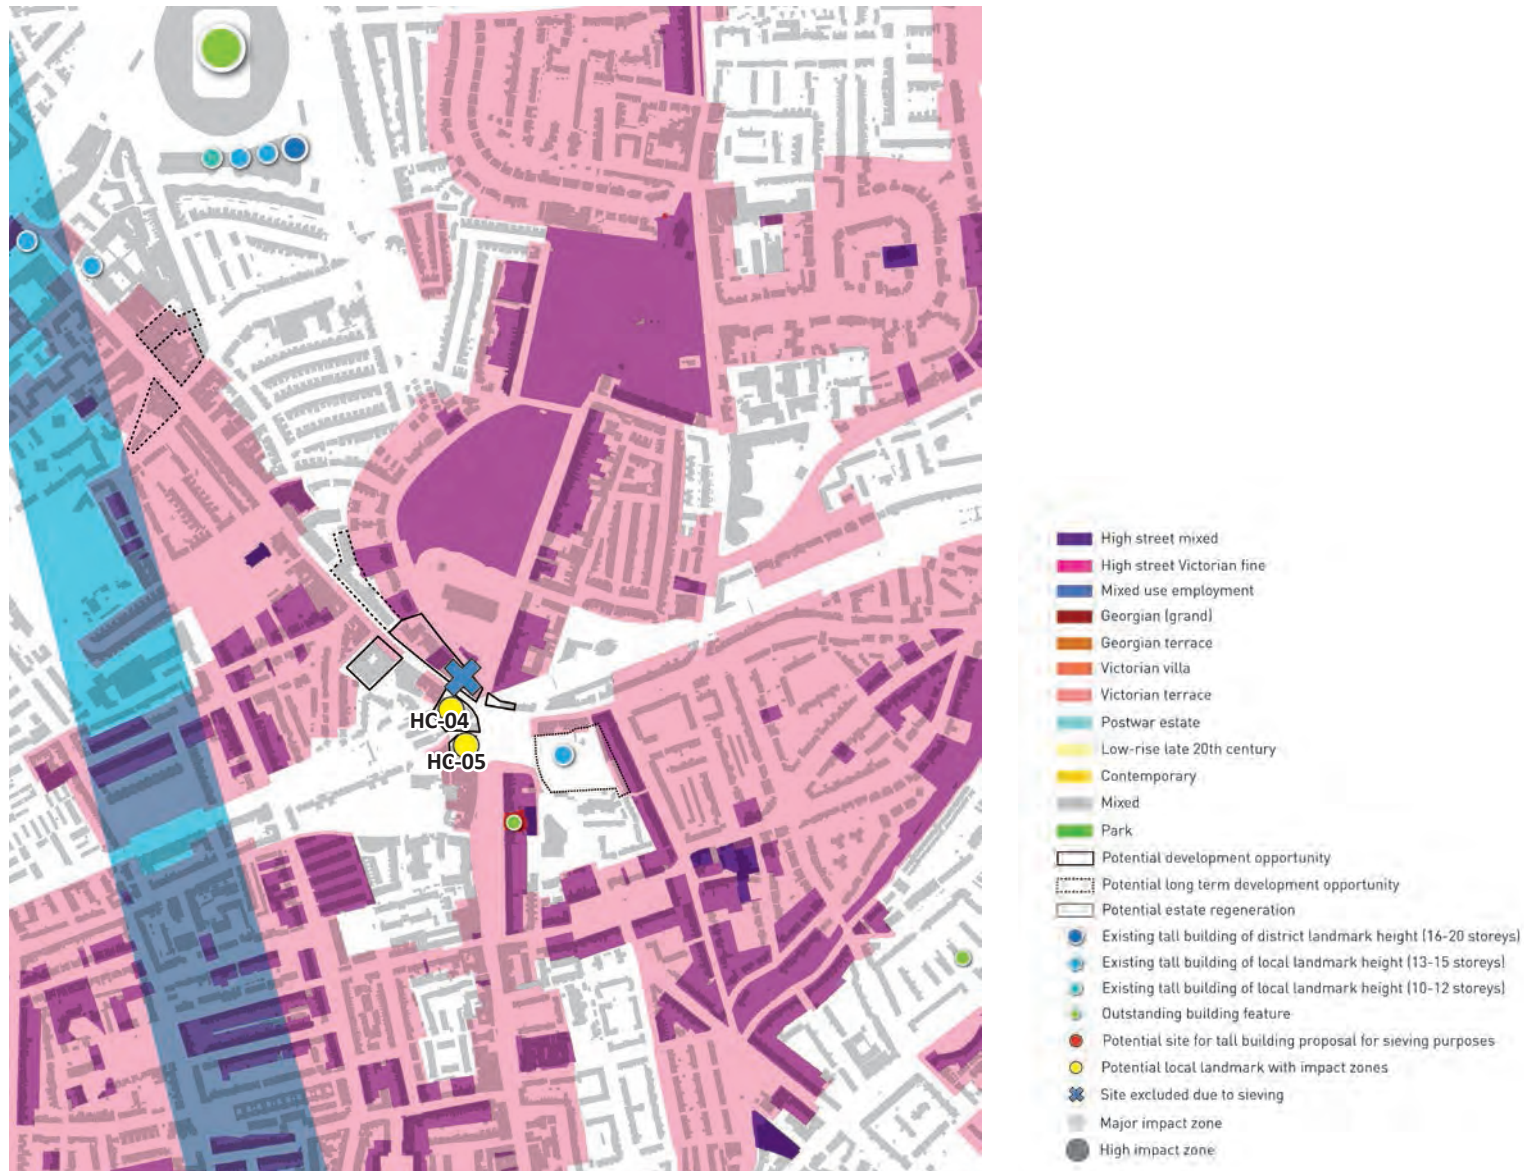 HC-04
HC-05
High street mixed
High street Victorian fine
Mixed use employment
Georgian (grand)
Georgian terrace
Victorian villa
Victorian terrace
Postwar estate
Low-rise late 20th century
Contemporary
Mixed
Park
Potential development opportunity
Potential long term development opportunity
Potential estate regeneration
Existing tall building of district landmark height (16-20 storeys)
Existing tall building of local landmark height (13-15 storeys)
Existing tall building of local landmark height (10-12 storeys)
Outstanding building feature
Potential site for tall building proposal for sieving purposes
Potential local landmark with impact zones
Site excluded due to sieving
Major impact zone
High impact zone